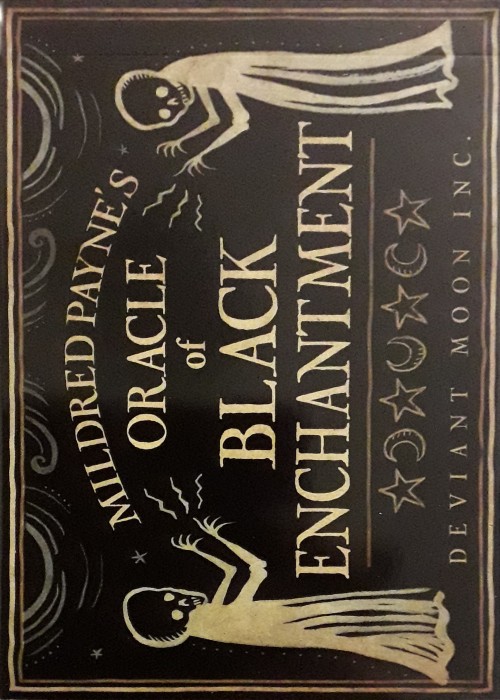 MILDRED PAYNE'S
ORACLE
of
BLACK
ENCHANTMENT
DEVIANT MOON INC.